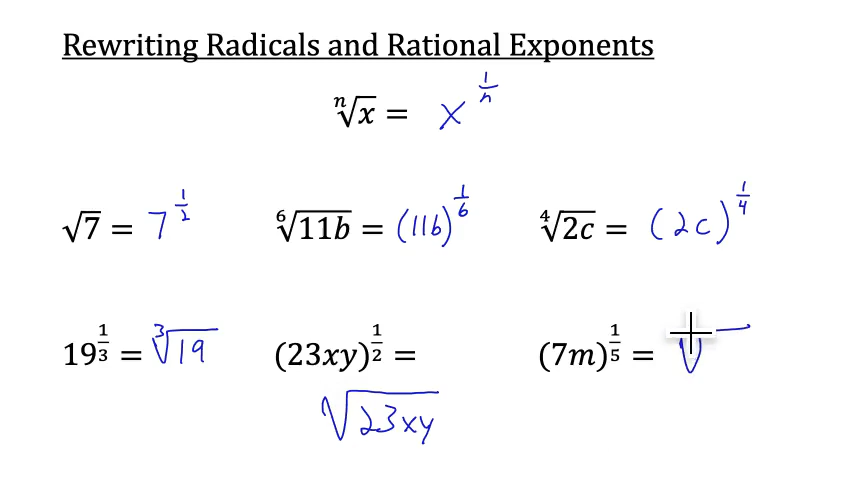 Rewriting Radicals and Rational Exponents
ⁿ√x = x^(1/n)
√7 = 7^(1/2) ⁶√11b = (11b)^(1/6) ⁴√2c = (2c)^(1/4)
19^(1/3) = ³√19 (23xy)^(1/2) = (7m)^(1/5) = √
√23xy